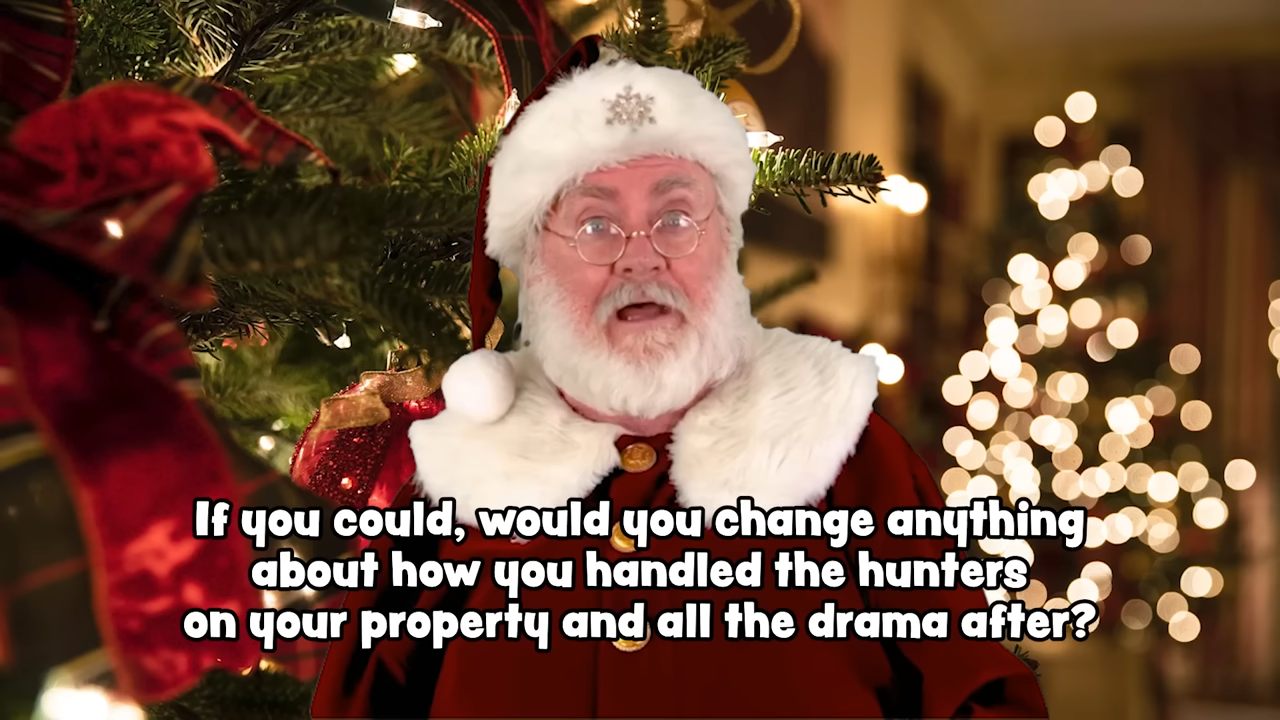 If you could, would you change anything
about how you handled the hunters
on your property and all the drama after?